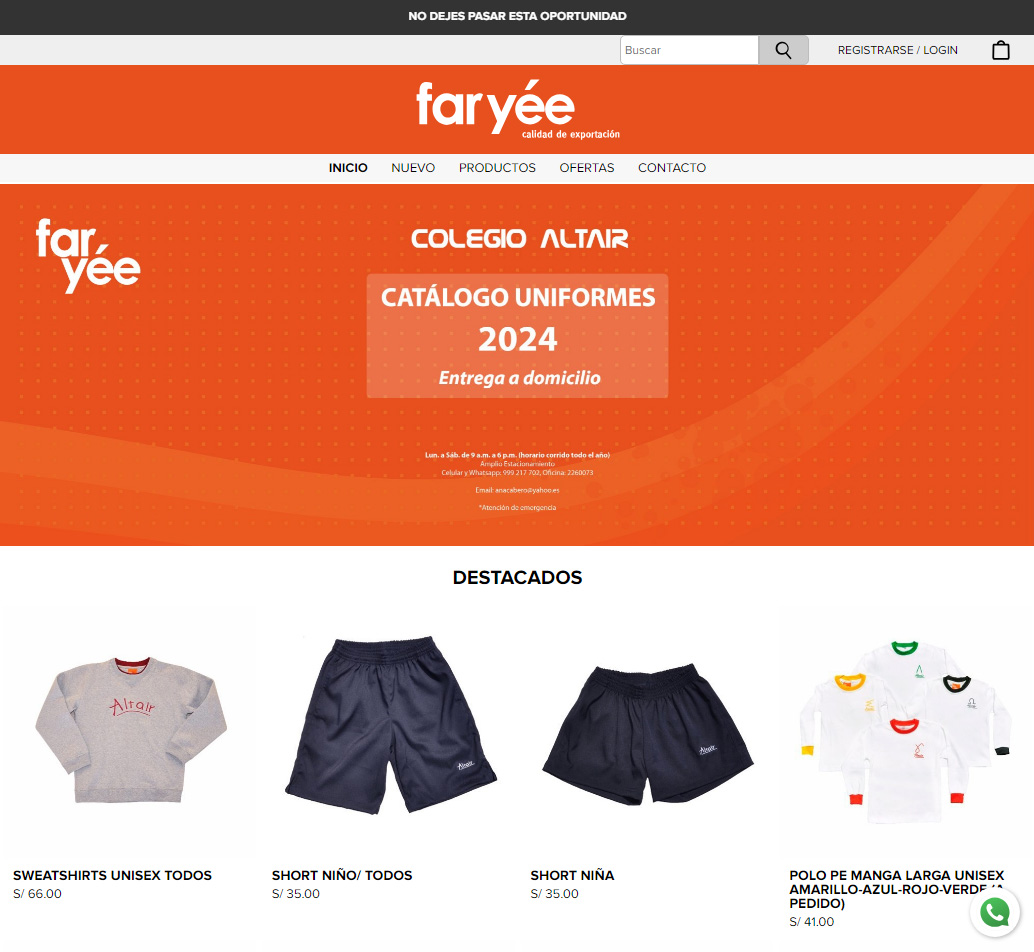 NO DEJES PASAR ESTA OPORTUNIDAD
Buscar
REGISTRARSE / LOGIN
far yée
calidad de exportación
INICIO NUEVO PRODUCTOS OFERTAS CONTACTO
far
yée
COLEGIO ALTAIR
CATÁLOGO UNIFORMES
2024
Entrega a domicilio
Lun. a Sáb. de 9 a.m. a 6 p.m. (horario corrido todo el año)
Amplio Estacionamiento
Celular y Whatsapp: 999 217 702, Oficina: 2260073
Email: anacabero@yahoo.es
*Atención de emergencia
DESTACADOS
Altair
Altair
Altair
SWEATSHIRTS UNISEX TODOS
S/ 66.00
SHORT NIÑO/ TODOS
S/ 35.00
SHORT NIÑA
S/ 35.00
POLO PE MANGA LARGA UNISEX
AMARILLO-AZUL-ROJO-VERDE (A
PEDIDO)
S/ 41.00